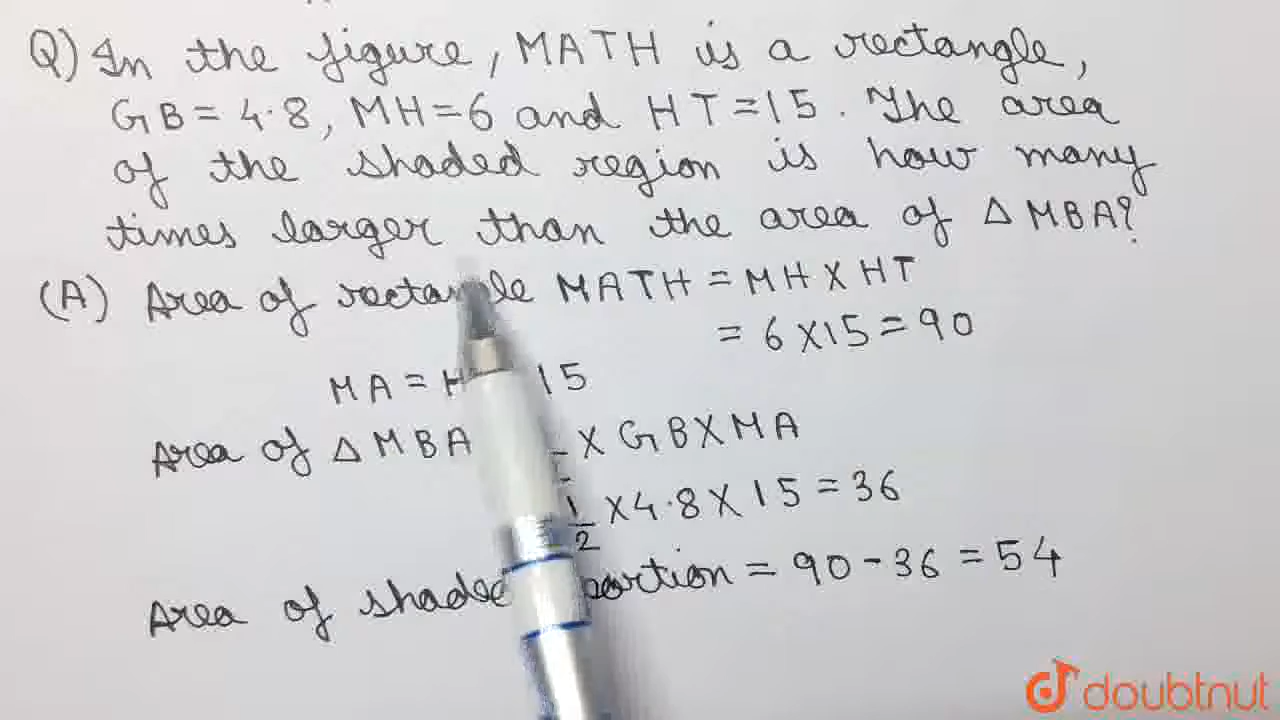 Q) In the figure, MATH is a rectangle,
GB = 4.8, MH = 6 and HT = 15. The area
of the shaded region is how many
times larger than the area of △ MBA?
(A) Area of rectangle MATH = MH X HT
= 6 X 15 = 90
MA = H 15
Area of △ MBA X GB X MA
1/2 X 4.8 X 15 = 36
Area of shaded portion = 90 - 36 = 54
doubtnut